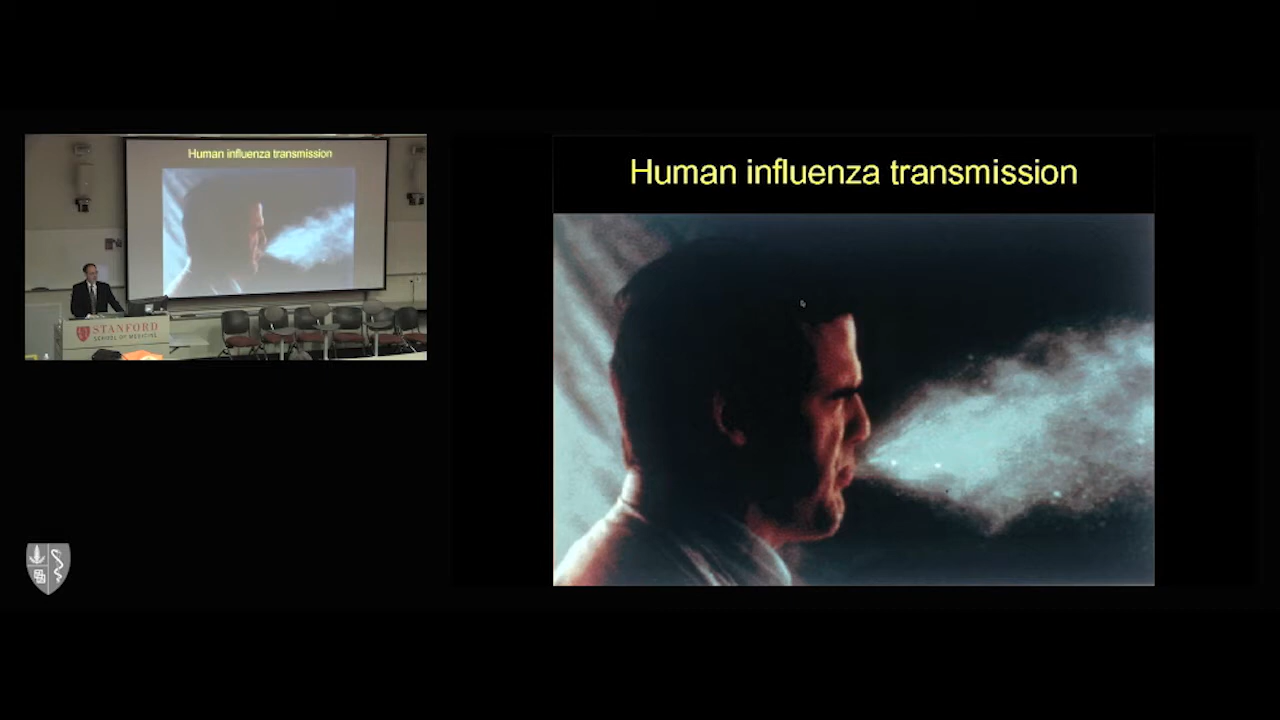 Human influenza transmission
STANFORD
SCHOOL OF MEDICINE
Human influenza transmission